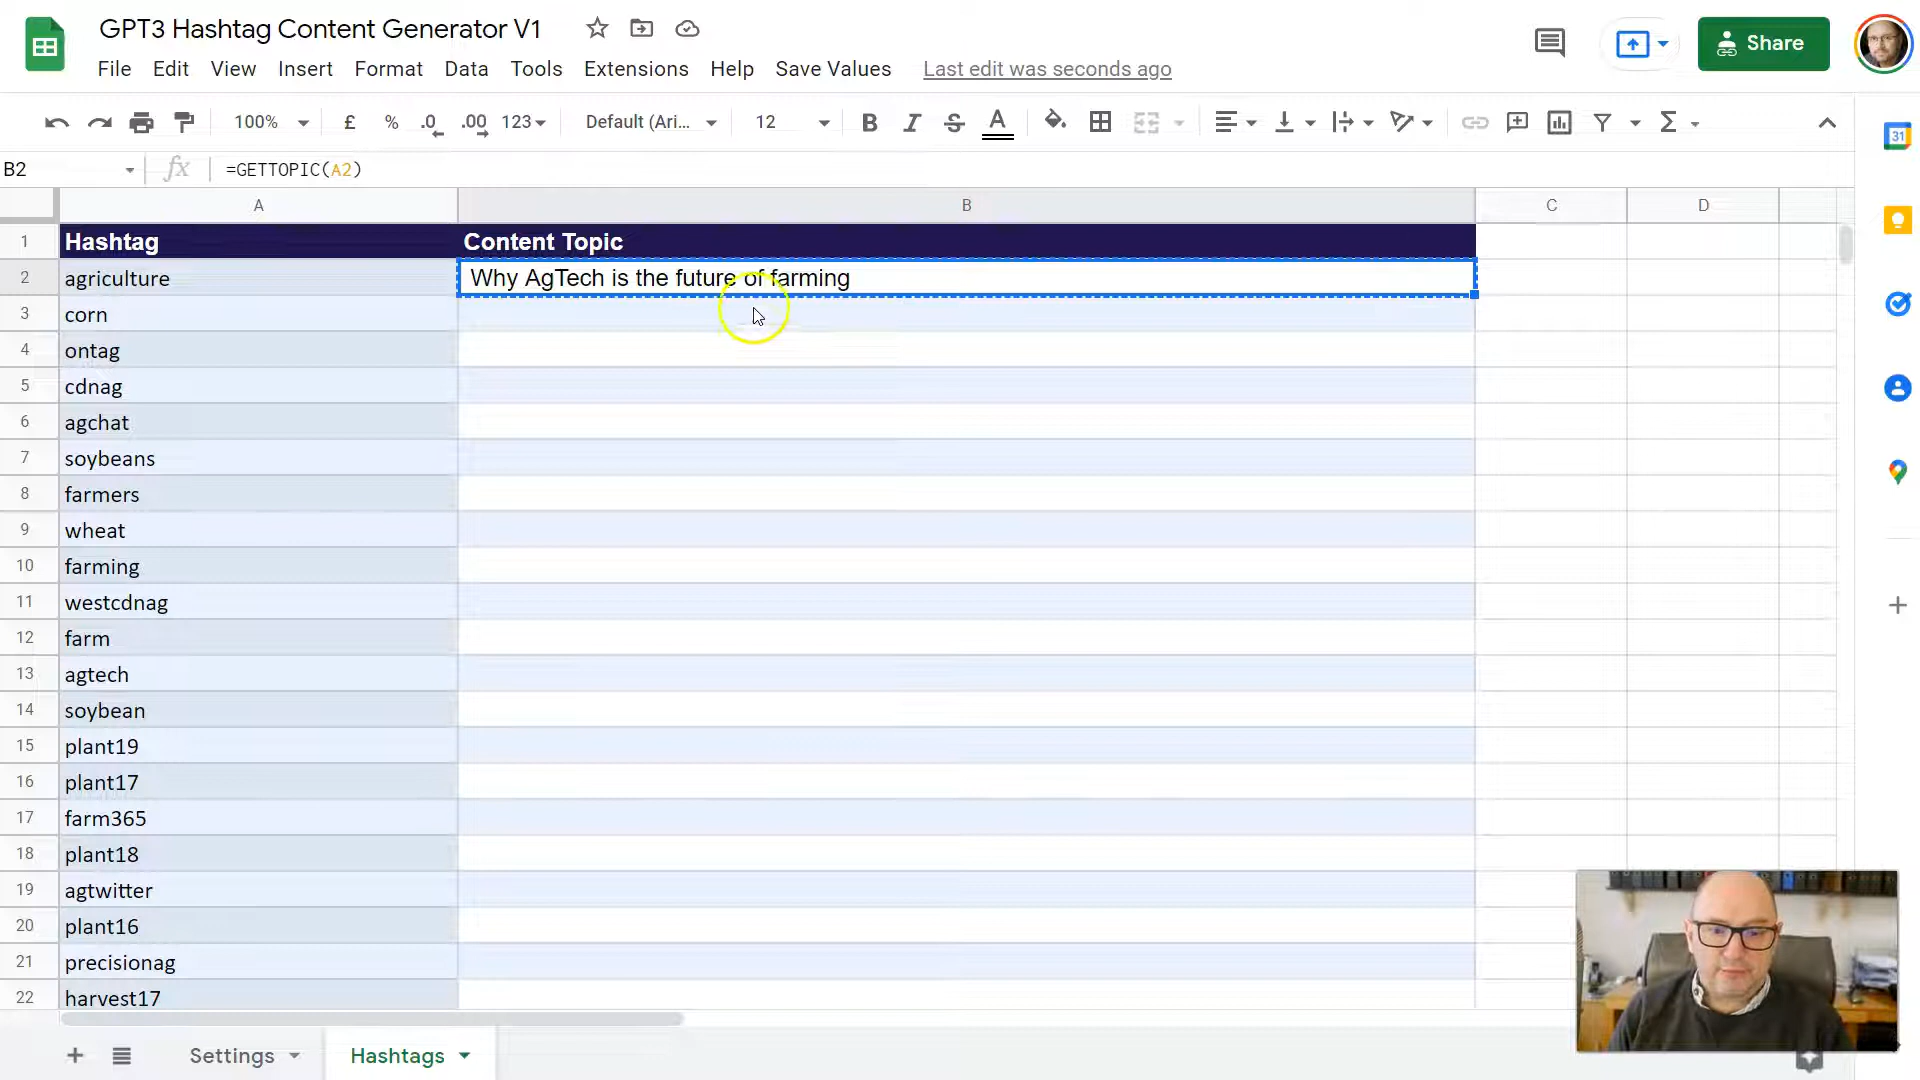 GPT3 Hashtag Content Generator V1
Share
File Edit View Insert Format Data Tools Extensions Help Save Values Last edit was seconds ago
100% £ % .0 .00 123 Default (Ari... 12 B I S A Σ
31
B2 fx =GETTOPIC(A2)
A B C D
1 Hashtag Content Topic
2 agriculture Why AgTech is the future of farming
3 corn
4 ontag
5 cdnag
6 agchat
7 soybeans
8 farmers
9 wheat
10 farming
11 westcdnag
12 farm
13 agtech
14 soybean
15 plant19
16 plant17
17 farm365
18 plant18
19 agtwitter
20 plant16
21 precisionag
22 harvest17
Settings Hashtags